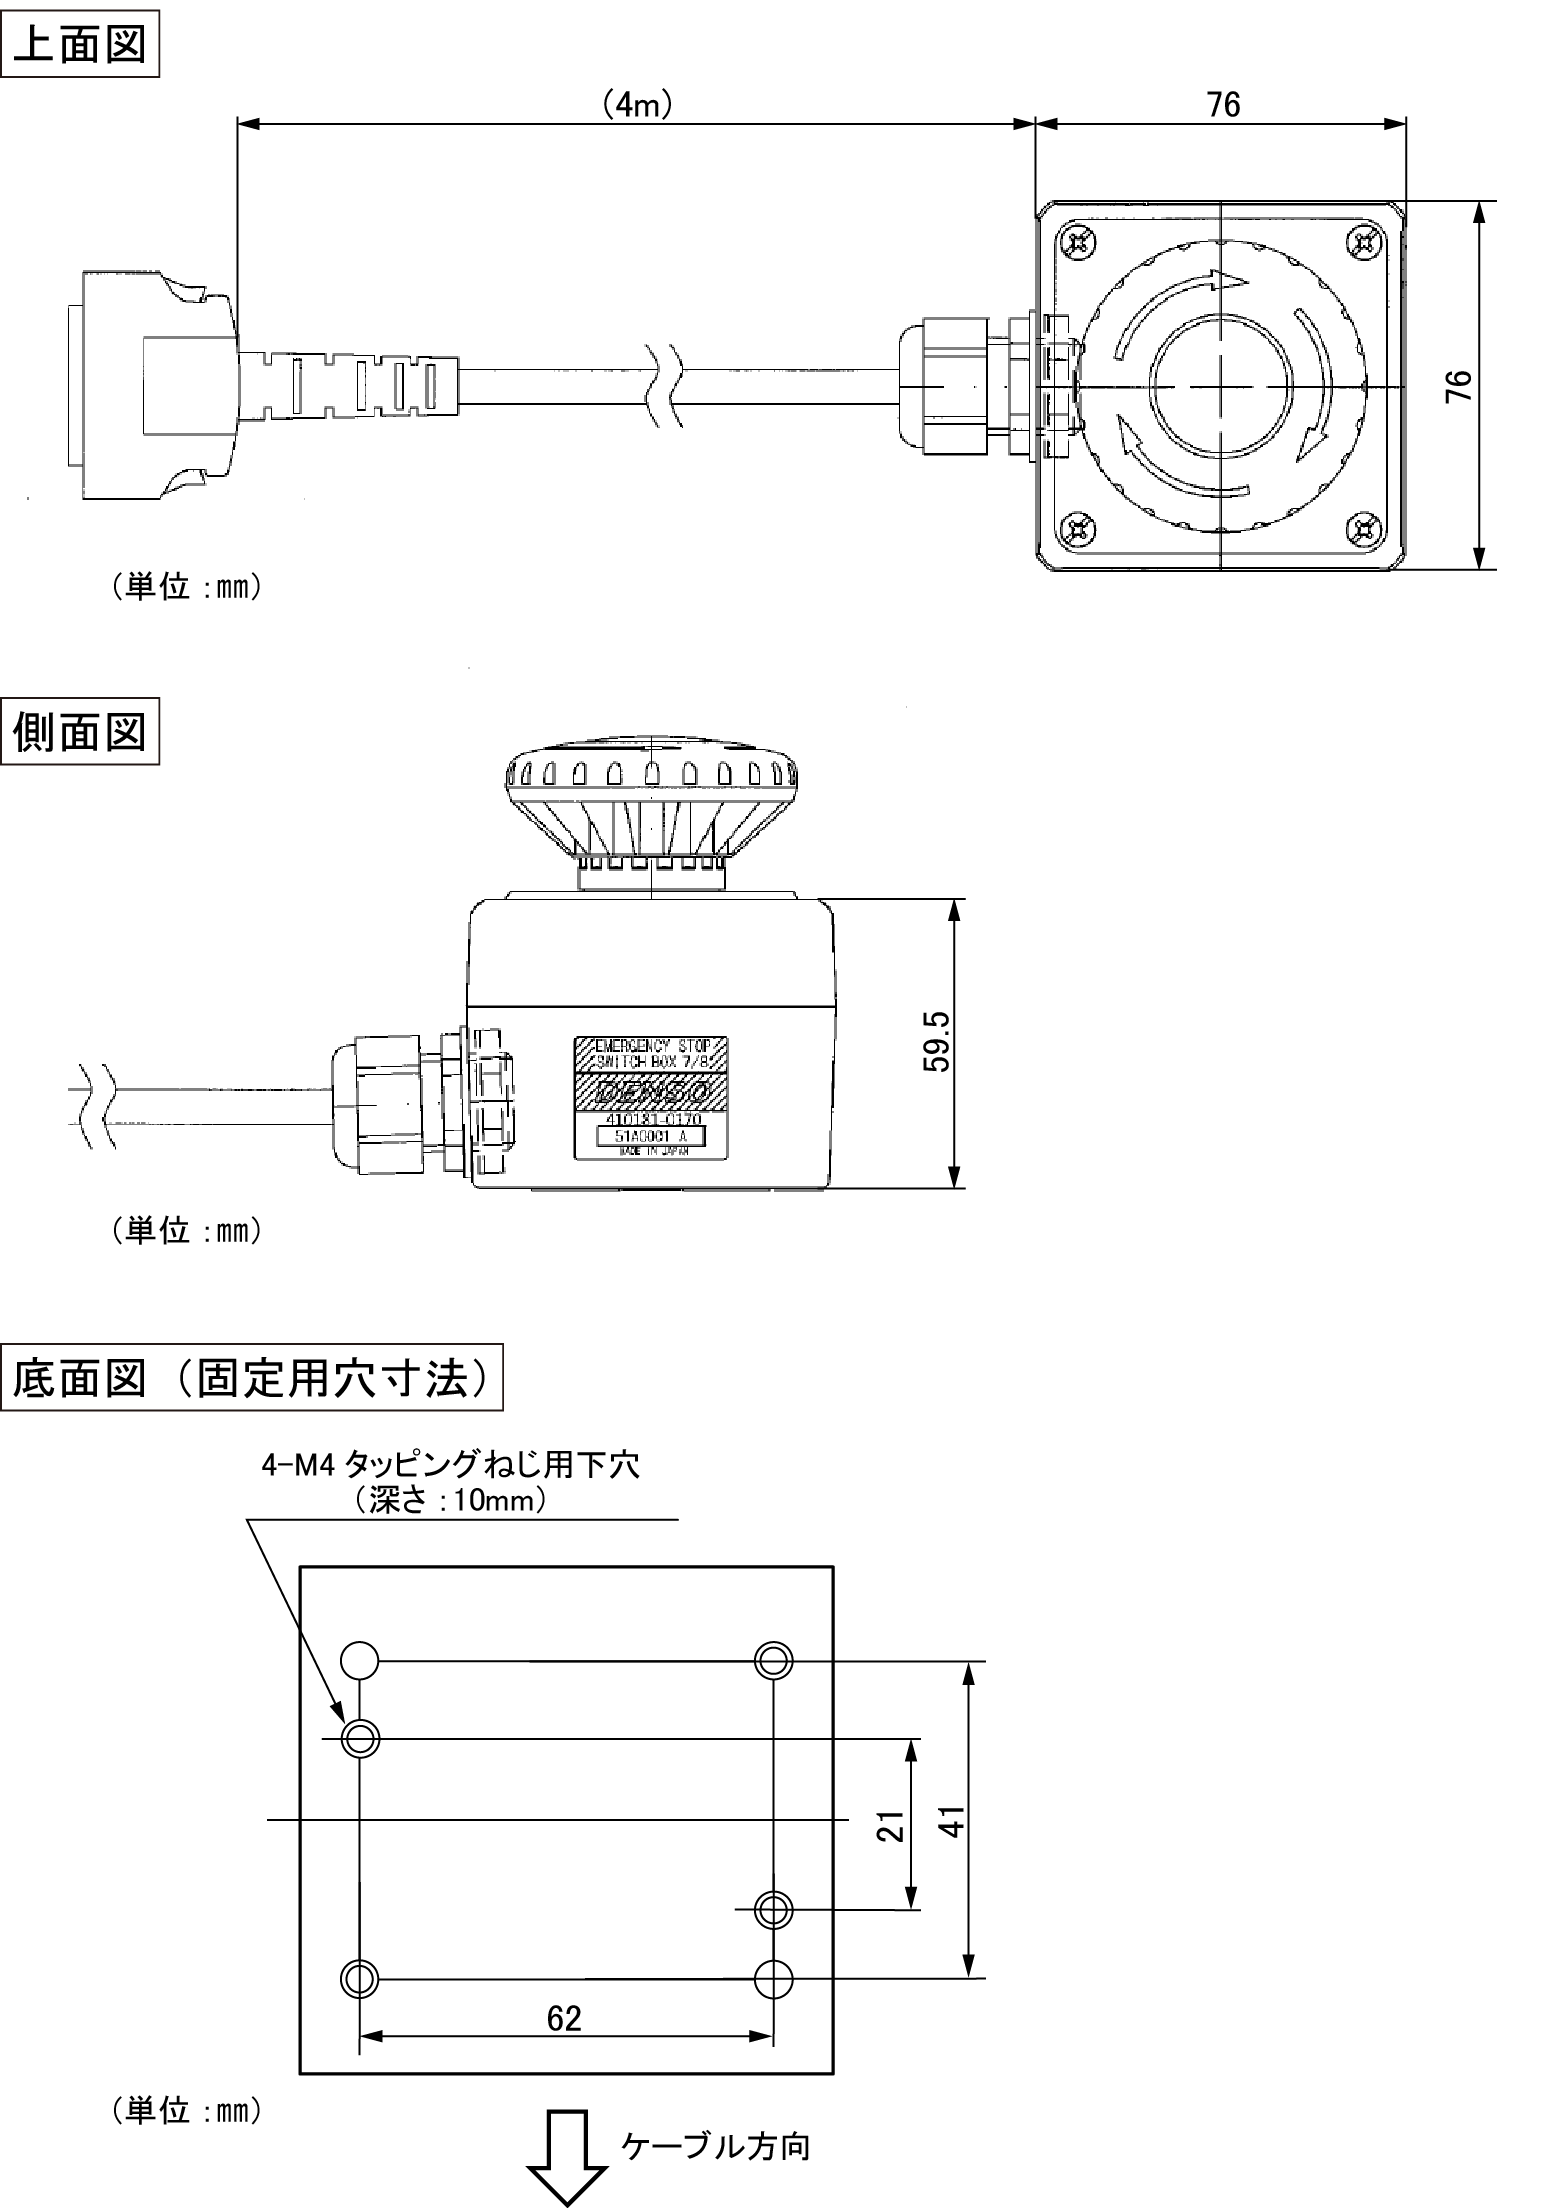 上面図
(4m)
76
76
(単位:㎜)
側面図
EMERGENCY STOP
SWITCH BOX 7/8
DENSO
410181-0170
51A0001 A
MADE IN JAPAN
59.5
(単位:㎜)
底面図(固定用穴寸法)
4-M4 タッピングねじ用下穴
(深さ:10mm)
21
41
62
(単位:㎜)
ケーブル方向